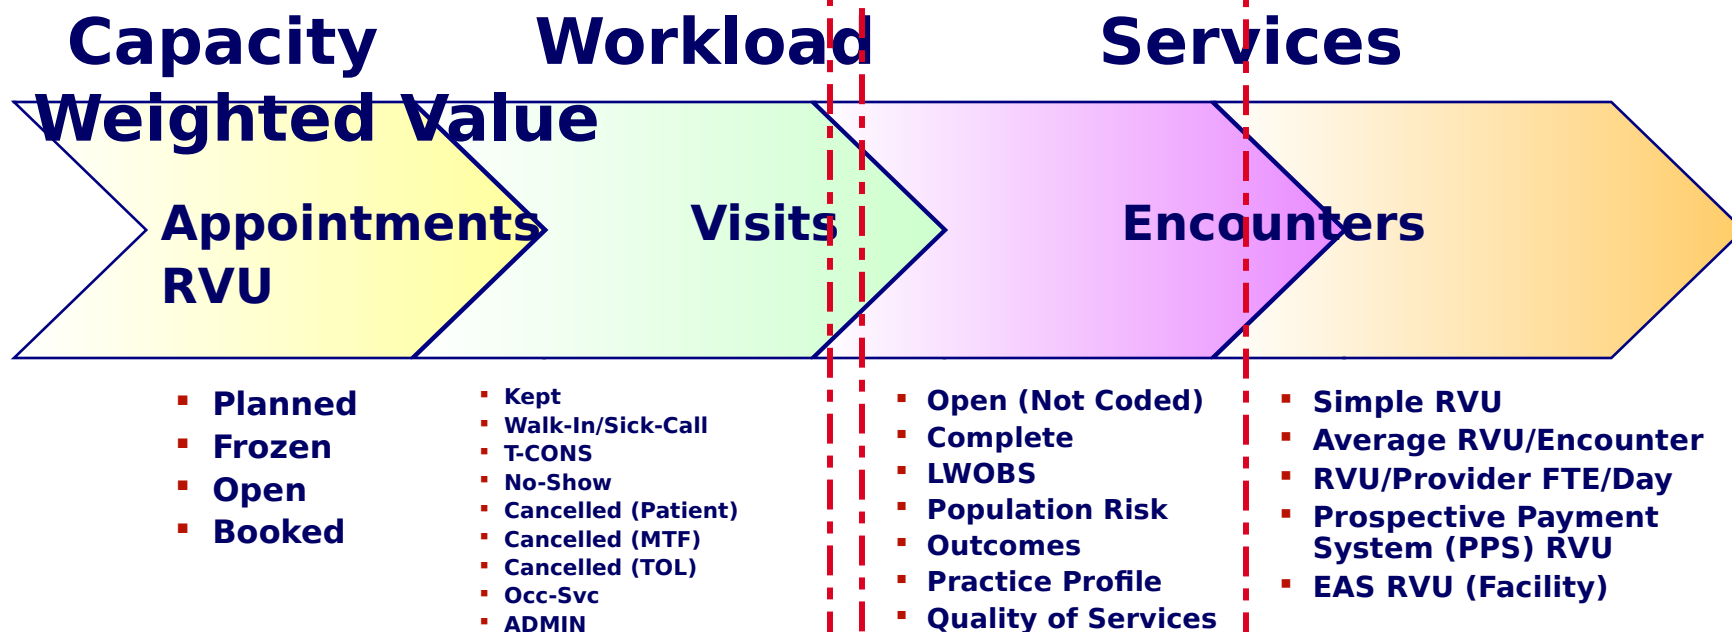 Capacity Workload Services
Weighted Value
Appointments Visits Encounters
RVU
Planned
Frozen
Open
Booked
Kept
Walk-In/Sick-Call
T-CONS
No-Show
Cancelled (Patient)
Cancelled (MTF)
Cancelled (TOL)
Occ-Svc
ADMIN
Open (Not Coded)
Complete
LWOBS
Population Risk
Outcomes
Practice Profile
Quality of Services
Simple RVU
Average RVU/Encounter
RVU/Provider FTE/Day
Prospective Payment
System (PPS) RVU
EAS RVU (Facility)